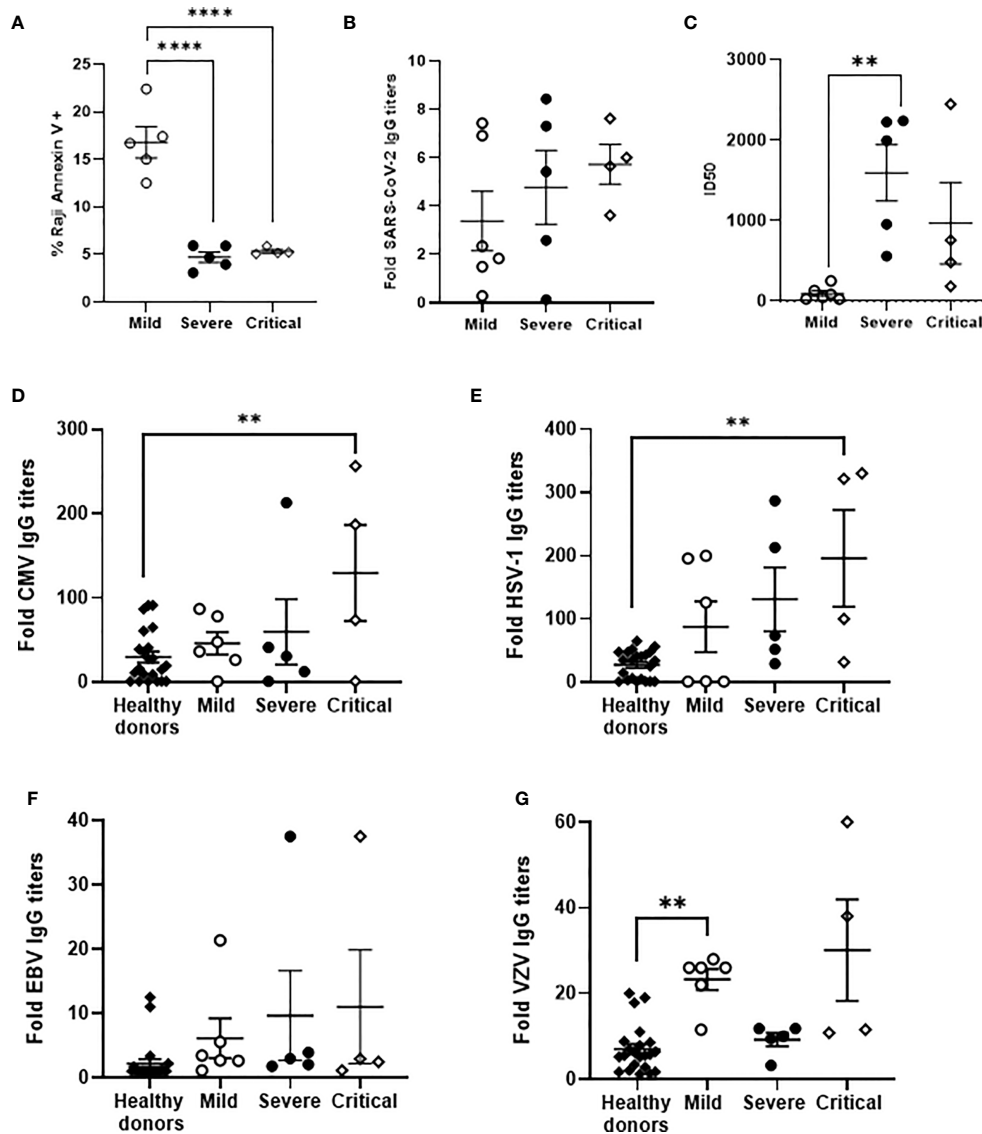 A
****
****
% Raji Annexin V +
25
20
15
10
5
0
Mild Severe Critical
B
Fold SARS-CoV-2 IgG titers
10
8
6
4
2
0
Mild Severe Critical
C
**
ID50
3000
2000
1000
0
Mild Severe Critical
D
**
Fold CMV IgG titers
300
200
100
0
Healthy donors Mild Severe Critical
E
**
Fold HSV-1 IgG titers
400
300
200
100
0
Healthy donors Mild Severe Critical
F
Fold EBV IgG titers
40
30
20
10
0
Healthy donors Mild Severe Critical
G
**
Fold VZV IgG titers
60
40
20
0
Healthy donors Mild Severe Critical